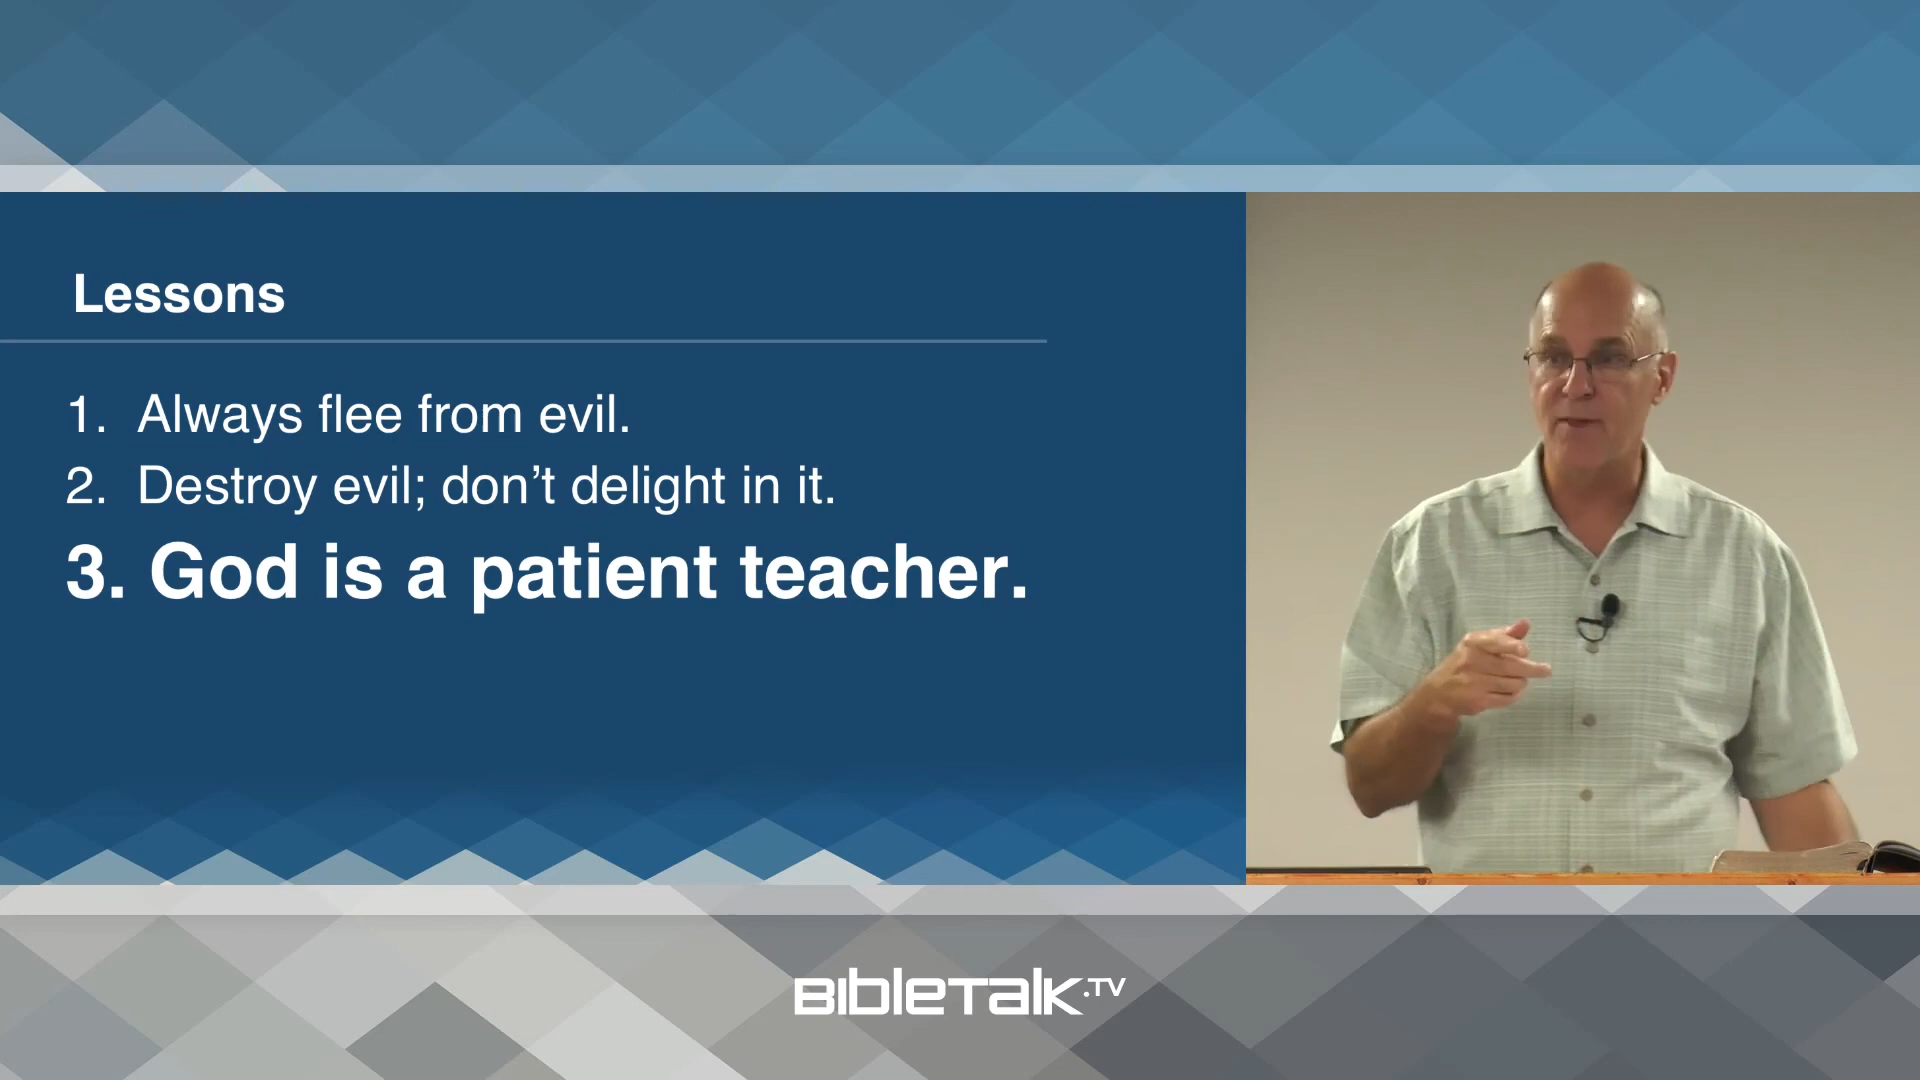 Lessons
1. Always flee from evil.
2. Destroy evil; don’t delight in it.
3. God is a patient teacher.
BibleTalk.TV